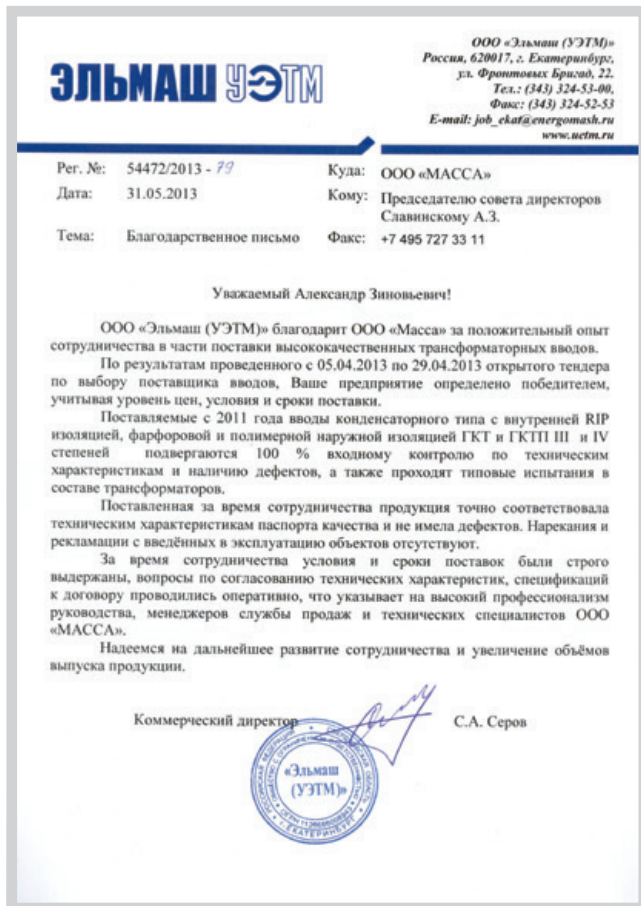 ЭЛЬМАШ УЭТМ
ООО «Эльмаш (УЭТМ)»
Россия, 620017, г. Екатеринбург,
ул. Фронтовых Бригад, 22.
Тел.: (343) 324-53-00,
Факс: (343) 324-52-53
E-mail: job_ekat@energomash.ru
www.uetm.ru
Рег. №: 54472/2013 - 79
Дата: 31.05.2013
Тема: Благодарственное письмо
Куда: ООО «МАССА»
Кому: Председателю совета директоров
Славинскому А.З.
Факс: +7 495 727 33 11
Уважаемый Александр Зиновьевич!
ООО «Эльмаш (УЭТМ)» благодарит ООО «Масса» за положительный опыт
сотрудничества в части поставки высококачественных трансформаторных вводов.
По результатам проведенного с 05.04.2013 по 29.04.2013 открытого тендера
по выбору поставщика вводов, Ваше предприятие определено победителем,
учитывая уровень цен, условия и сроки поставки.
Поставляемые с 2011 года вводы конденсаторного типа с внутренней RIP
изоляцией, фарфоровой и полимерной наружной изоляцией ГКТ и ГКТП III и IV
степеней подвергаются 100 % входному контролю по техническим
характеристикам и наличию дефектов, а также проходят типовые испытания в
составе трансформаторов.
Поставленная за время сотрудничества продукция точно соответствовала
техническим характеристикам паспорта качества и не имела дефектов. Нарекания и
рекламации с введённых в эксплуатацию объектов отсутствуют.
За время сотрудничества условия и сроки поставок были строго
выдержаны, вопросы по согласованию технических характеристик, спецификаций
к договору проводились оперативно, что указывает на высокий профессионализм
руководства, менеджеров службы продаж и технических специалистов ООО
«МАССА».
Надеемся на дальнейшее развитие сотрудничества и увеличение объёмов
выпуска продукции.
Коммерческий директор С.А. Серов
«Эльмаш
(УЭТМ)»
г. ЕКАТЕРИНБУРГ